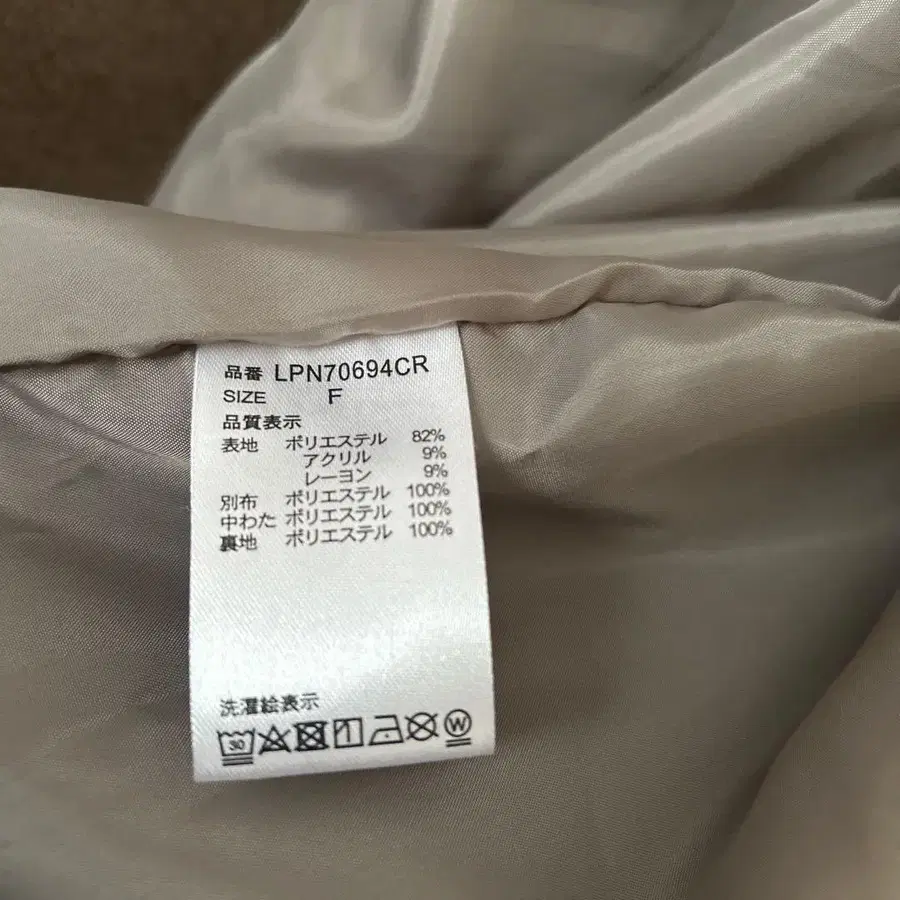 品番 LPN70694CR
SIZE F
品質表示
表地 ポリエステル 82%
アクリル 9%
レーヨン 9%
別布 ポリエステル 100%
中わた ポリエステル 100%
裏地 ポリエステル 100%
洗濯絵表示
30 W